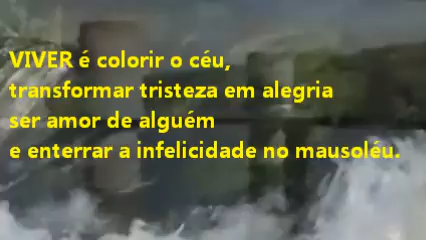 VIVER é colorir o céu,
transformar tristeza em alegria
ser amor de alguém
e enterrar a infelicidade no mausoléu.